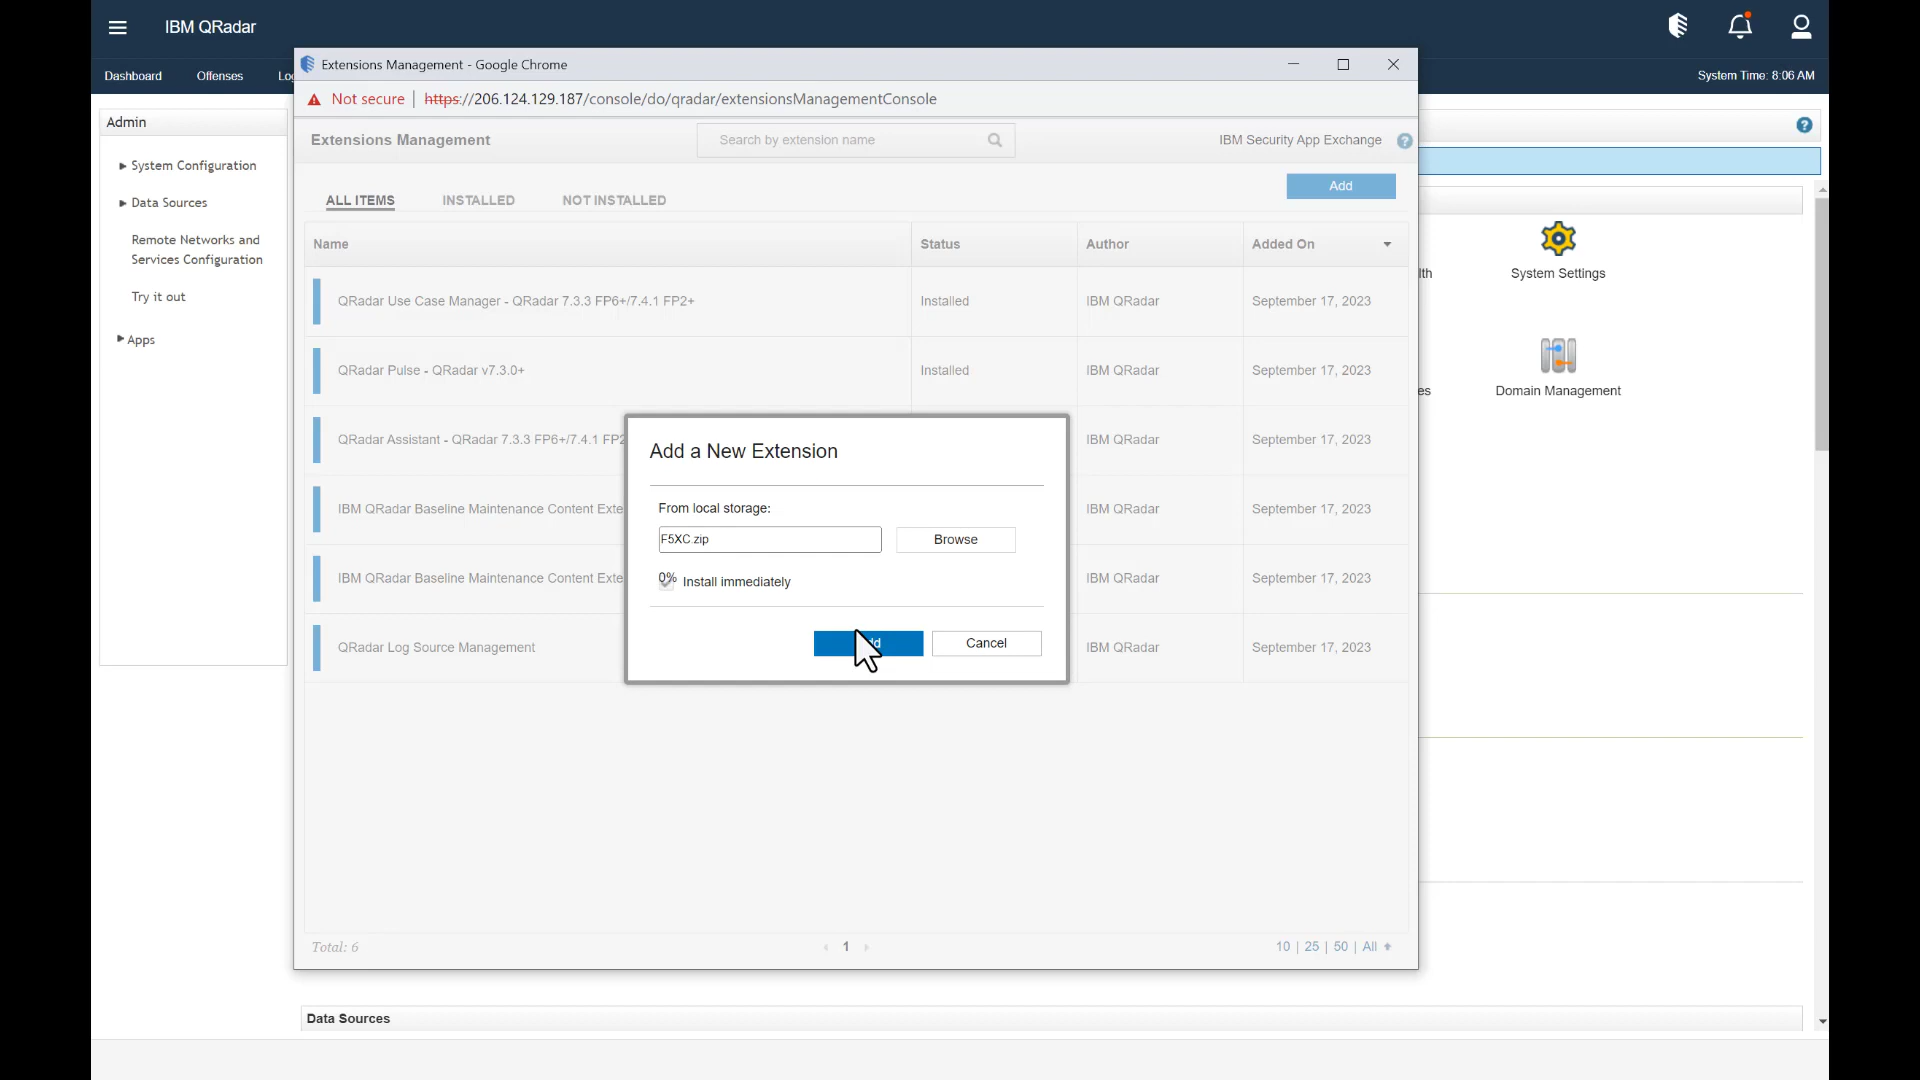 IBM QRadar
Dashboard
Offenses
System Time: 8:06 AM
Extensions Management - Google Chrome
Not secure
https://206.124.129.187/console/do/qradar/extensionsManagementConsole
Admin
System Configuration
Data Sources
Remote Networks and
Services Configuration
Try it out
Apps
Extensions Management
Search by extension name
IBM Security App Exchange
Add
ALL ITEMS
INSTALLED
NOT INSTALLED
Name
Status
Author
Added On
QRadar Use Case Manager - QRadar 7.3.3 FP6+/7.4.1 FP2+
Installed
IBM QRadar
September 17, 2023
QRadar Pulse - QRadar v7.3.0+
Installed
IBM QRadar
September 17, 2023
QRadar Assistant - QRadar 7.3.3 FP6+/7.4.1 FP2
IBM QRadar
September 17, 2023
IBM QRadar Baseline Maintenance Content Exte
IBM QRadar
September 17, 2023
IBM QRadar Baseline Maintenance Content Exte
IBM QRadar
September 17, 2023
QRadar Log Source Management
IBM QRadar
September 17, 2023
Add a New Extension
From local storage:
F5XC.zip
Browse
0%
Install immediately
Cancel
Total: 6
1
10 | 25 | 50 | All
System Settings
Domain Management
Data Sources